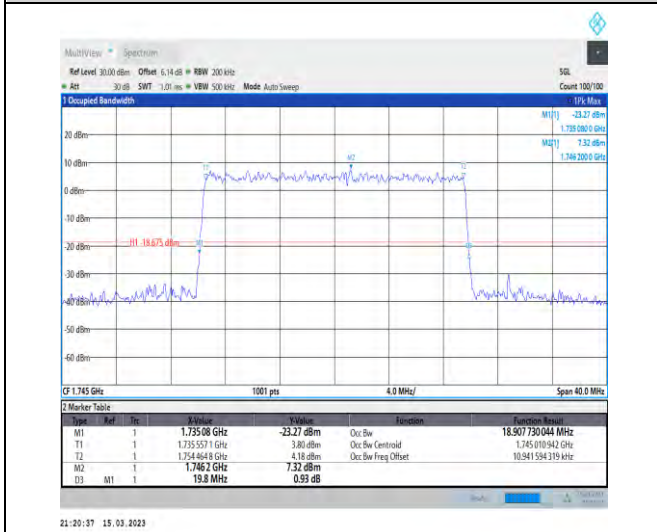 MultiView Spectrum
Ref Level 30.00 dBm Offset 6.14 dB RBW 200 kHz SGL
Att 30 dB SWT 1.01 ms VBW 500 kHz Mode Auto Sweep Count 100/100
1 Occupied Bandwidth 1Pk Max
M1[1] -23.27 dBm
1.735 080 0 GHz
M2[1] 7.32 dBm
1.746 200 0 GHz
20 dBm
10 dBm
0 dBm
-10 dBm
-20 dBm
-30 dBm
-40 dBm
-50 dBm
-60 dBm
T1
M2
T2
H1 -18.675 dBm
CF 1.745 GHz 1001 pts 4.0 MHz/ Span 40.0 MHz
2 Marker Table
Type Ref Trc X-Value Y-Value Function Function Result
M1 1 1.735 08 GHz -23.27 dBm Occ Bw 18.907 730 044 MHz
T1 1 1.735 557 1 GHz 3.80 dBm Occ Bw Centroid 1.745 010 942 GHz
T2 1 1.754 464 8 GHz 4.18 dBm Occ Bw Freq Offset 10.941 594 319 kHz
M2 1 1.746 2 GHz 7.32 dBm
D3 M1 1 19.8 MHz 0.93 dB
21:20:37 15.03.2023